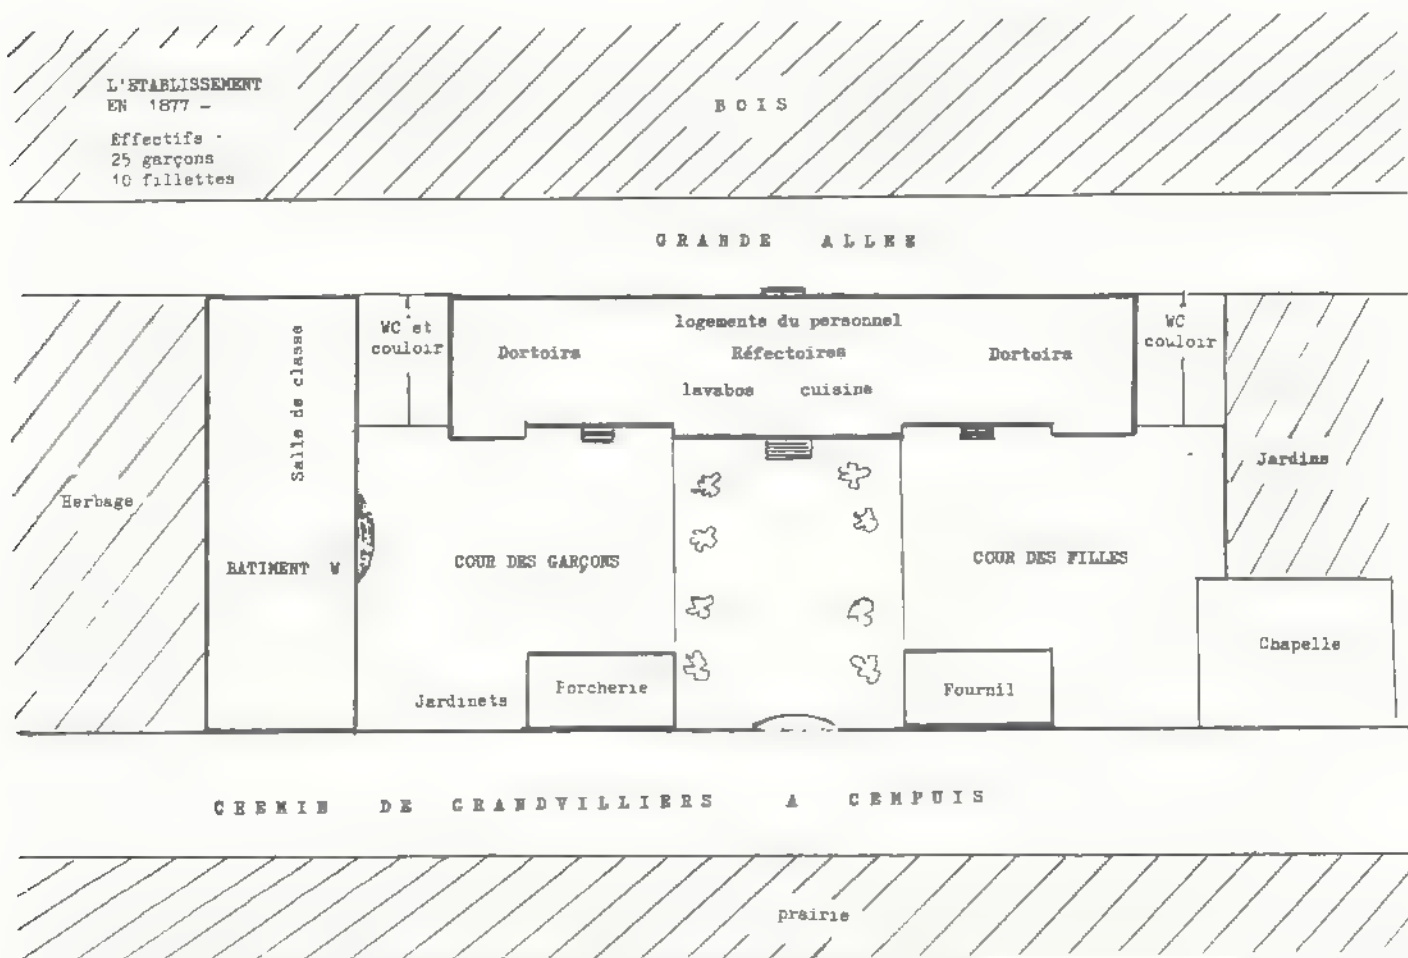 L'ETABLISSEMENT
EN 1877 -
Effectifs -
25 garçons
10 fillettes
BOIS
GRANDE ALLEE
WC et
couloir
Dortoirs
logements du personnel
Réfectoires
lavabos cuisine
Dortoirs
WC
couloir
Salle de classe
Herbage
Jardins
BATIMENT W
COUR DES GARÇONS
COUR DES FILLES
Chapelle
Jardinets
Porcherie
Fournil
CHEMIN DE GRANDVILLIERS A CEMPUIS
prairie